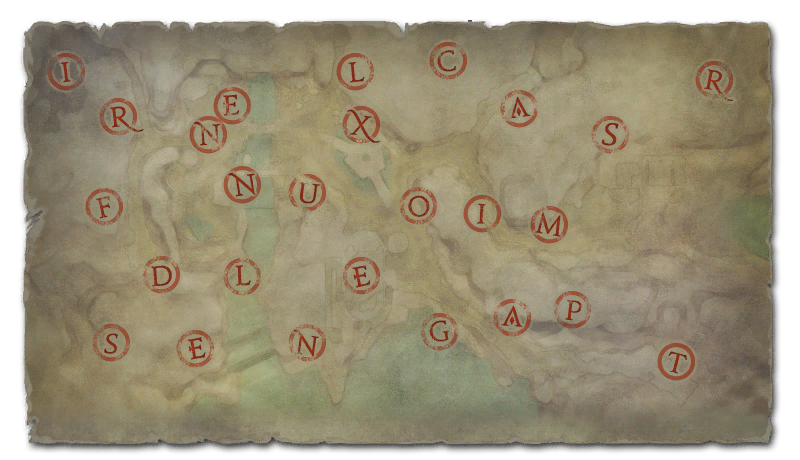 I L C R
R N E X A S
F N U O I M
D L E
S E N G A P T